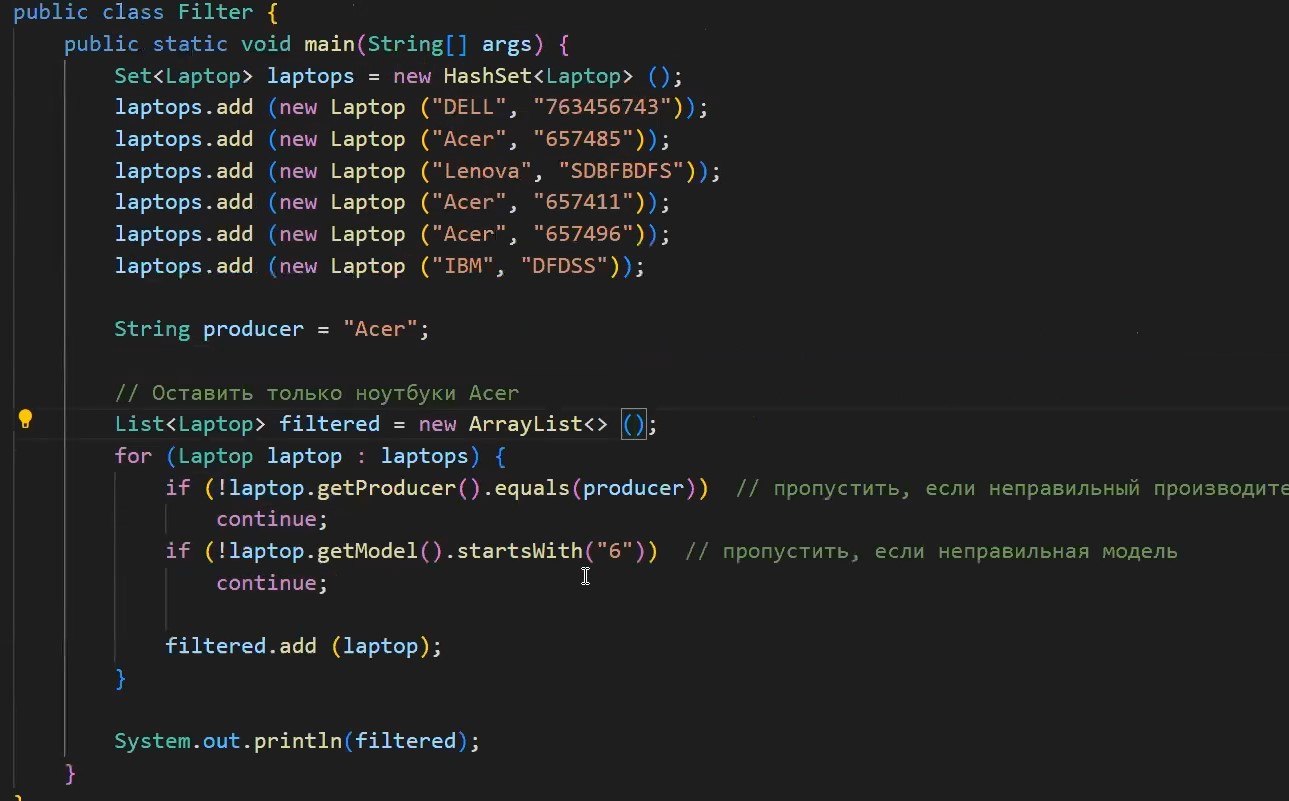 public class Filter {
    public static void main(String[] args) {
        Set<Laptop> laptops = new HashSet<Laptop> ();
        laptops.add (new Laptop ("DELL", "763456743"));
        laptops.add (new Laptop ("Acer", "657485"));
        laptops.add (new Laptop ("Lenova", "SDBFBDFS"));
        laptops.add (new Laptop ("Acer", "657411"));
        laptops.add (new Laptop ("Acer", "657496"));
        laptops.add (new Laptop ("IBM", "DFDSS"));
        String producer = "Acer";
        // Оставить только ноутбуки Acer
        List<Laptop> filtered = new ArrayList<> ();
        for (Laptop laptop : laptops) {
            if (!laptop.getProducer().equals(producer))  // пропустить, если неправильный производите
                continue;
            if (!laptop.getModel().startsWith("6"))  // пропустить, если неправильная модель
                continue;
            filtered.add (laptop);
        }
        System.out.println(filtered);
    }
}